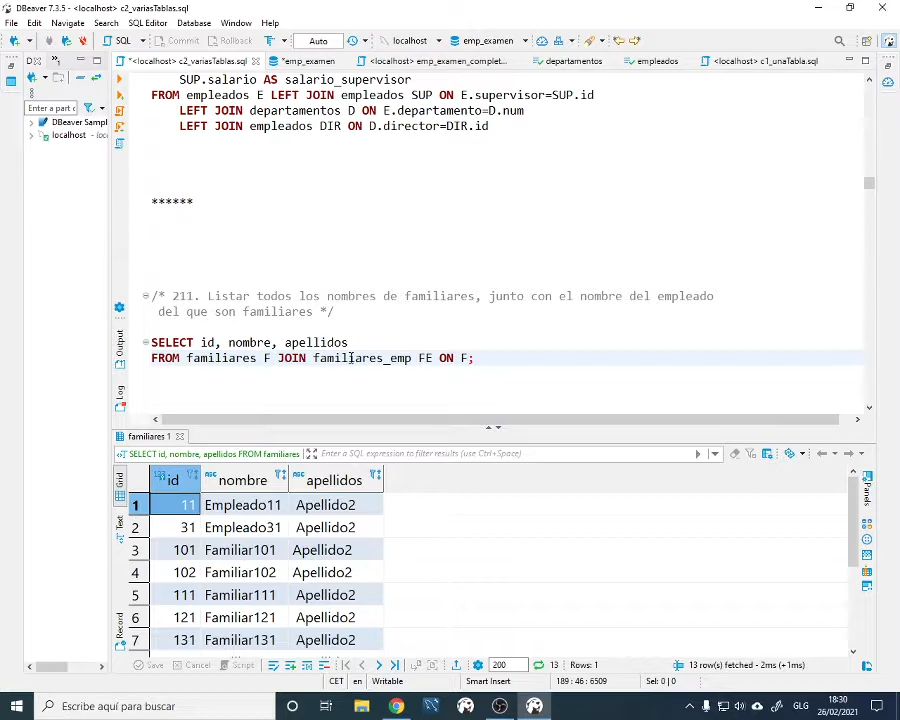 DBeaver 7.3.5 - <localhost> c2_variasTablas.sql
File Edit Navigate Search SQL Editor Database Window Help
SQL Commit Rollback Auto localhost emp_examen
*<localhost> c2_variasTablas.sql *emp_examen <localhost> emp_examen_complet... departamentos empleados <localhost> c1_unaTabla.sql
SUP.salario AS salario_supervisor
FROM empleados E LEFT JOIN empleados SUP ON E.supervisor=SUP.id
LEFT JOIN departamentos D ON E.departamento=D.num
LEFT JOIN empleados DIR ON D.director=DIR.id
Enter a part o
DBeaver Sampl
localhost
******
/* 211. Listar todos los nombres de familiares, junto con el nombre del empleado
del que son familiares */
SELECT id, nombre, apellidos
FROM familiares F JOIN familiares_emp FE ON F;
Output
Log
familiares 1
SELECT id, nombre, apellidos FROM familiares Enter a SQL expression to filter results (use Ctrl+Space)
Grid
Text
Record
Panels
id nombre apellidos
1 11 Empleado11 Apellido2
2 31 Empleado31 Apellido2
3 101 Familiar101 Apellido2
4 102 Familiar102 Apellido2
5 111 Familiar111 Apellido2
6 121 Familiar121 Apellido2
7 131 Familiar131 Apellido2
Save Cancel Script 200 13 Rows: 1 13 row(s) fetched - 2ms (+1ms)
CET en Writable Smart Insert 189 : 46 : 6509 Sel: 0 | 0
Escribe aquí para buscar
GLG
18:30
26/02/2021